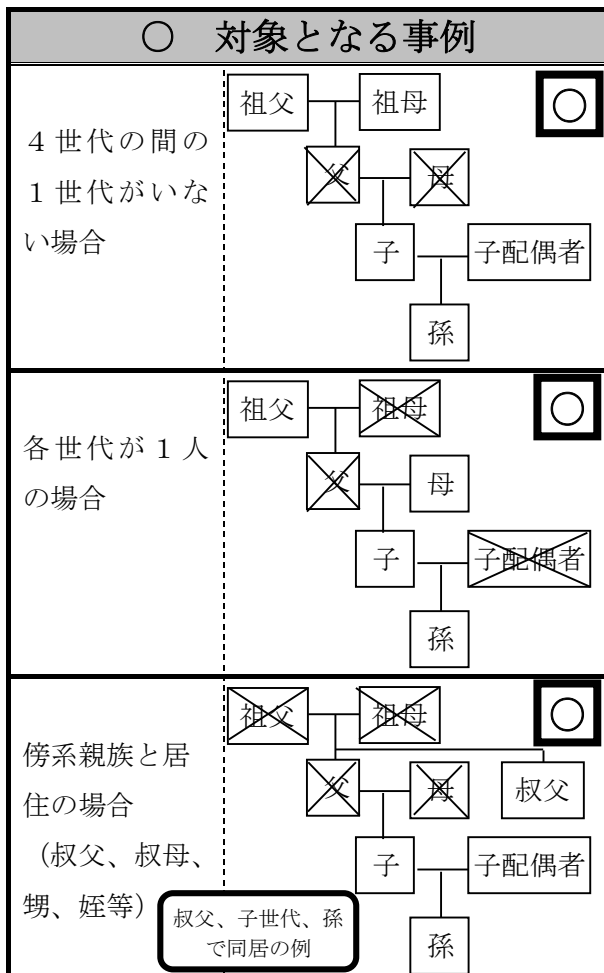 ○　対象となる事例
４世代の間の
１世代がいな
い場合
祖父
祖母
○
父
母
子
子配偶者
孫
各世代が１人
の場合
祖父
祖母
○
父
母
子
子配偶者
孫
傍系親族と居
住の場合
（叔父、叔母、
甥、姪等）
祖父
祖母
○
父
母
叔父
子
子配偶者
孫
叔父、子世代、孫
で同居の例